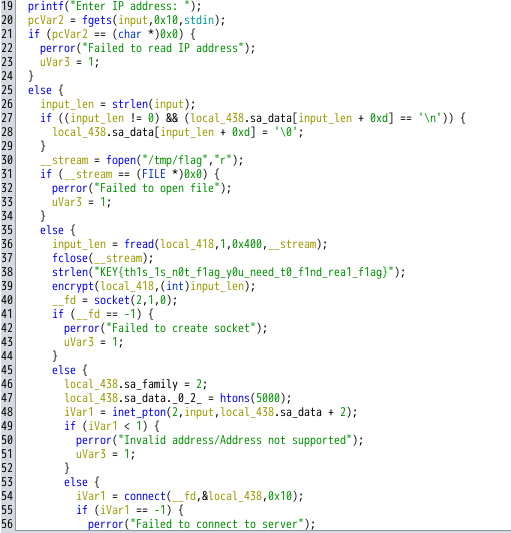 19 printf("Enter IP address: ");
20 pcVar2 = fgets(input,0x10,stdin);
21 if (pcVar2 == (char *)0x0) {
22 perror("Failed to read IP address");
23 uVar3 = 1;
24 }
25 else {
26 input_len = strlen(input);
27 if ((input_len != 0) && (local_438.sa_data[input_len + 0xd] == '\n')) {
28 local_438.sa_data[input_len + 0xd] = '\0';
29 }
30 __stream = fopen("/tmp/flag","r");
31 if (__stream == (FILE *)0x0) {
32 perror("Failed to open file");
33 uVar3 = 1;
34 }
35 else {
36 input_len = fread(local_418,1,0x400,__stream);
37 fclose(__stream);
38 strlen("KEY{th1s_1s_n0t_f1ag_y0u_need_t0_f1nd_rea1_f1ag}");
39 encrypt(local_418,(int)input_len);
40 __fd = socket(2,1,0);
41 if (__fd == -1) {
42 perror("Failed to create socket");
43 uVar3 = 1;
44 }
45 else {
46 local_438.sa_family = 2;
47 local_438.sa_data._0_2_ = htons(5000);
48 iVar1 = inet_pton(2,input,local_438.sa_data + 2);
49 if (iVar1 < 1) {
50 perror("Invalid address/Address not supported");
51 uVar3 = 1;
52 }
53 else {
54 iVar1 = connect(__fd,&local_438,0x10);
55 if (iVar1 == -1) {
56 perror("Failed to connect to server");